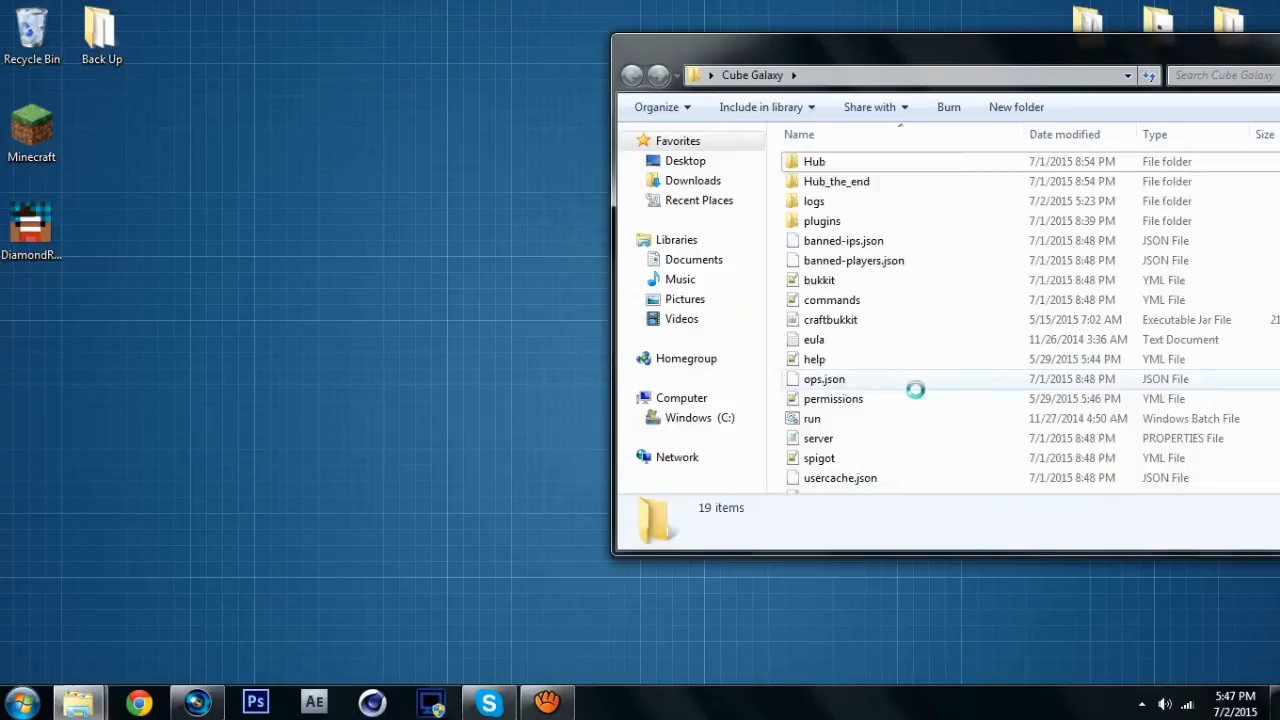 Recycle Bin
Back Up
Minecraft
DiamondR...
Cube Galaxy
Search Cube Galaxy
Organize
Include in library
Share with
Burn
New folder
Name
Date modified
Type
Size
Favorites
Desktop
Downloads
Recent Places
Libraries
Documents
Music
Pictures
Videos
Homegroup
Computer
Windows (C:)
Network
Hub 7/1/2015 8:54 PM File folder
Hub_the_end 7/1/2015 8:54 PM File folder
logs 7/2/2015 5:23 PM File folder
plugins 7/1/2015 8:39 PM File folder
banned-ips.json 7/1/2015 8:48 PM JSON File
banned-players.json 7/1/2015 8:48 PM JSON File
bukkit 7/1/2015 8:48 PM YML File
commands 7/1/2015 8:48 PM YML File
craftbukkit 5/15/2015 7:02 AM Executable Jar File 21
eula 11/26/2014 3:36 AM Text Document
help 5/29/2015 5:44 PM YML File
ops.json 7/1/2015 8:48 PM JSON File
permissions 5/29/2015 5:46 PM YML File
run 11/27/2014 4:50 AM Windows Batch File
server 7/1/2015 8:48 PM PROPERTIES File
spigot 7/1/2015 8:48 PM YML File
usercache.json 7/1/2015 8:48 PM JSON File
19 items
Ps
AE
S
5:47 PM
7/2/2015